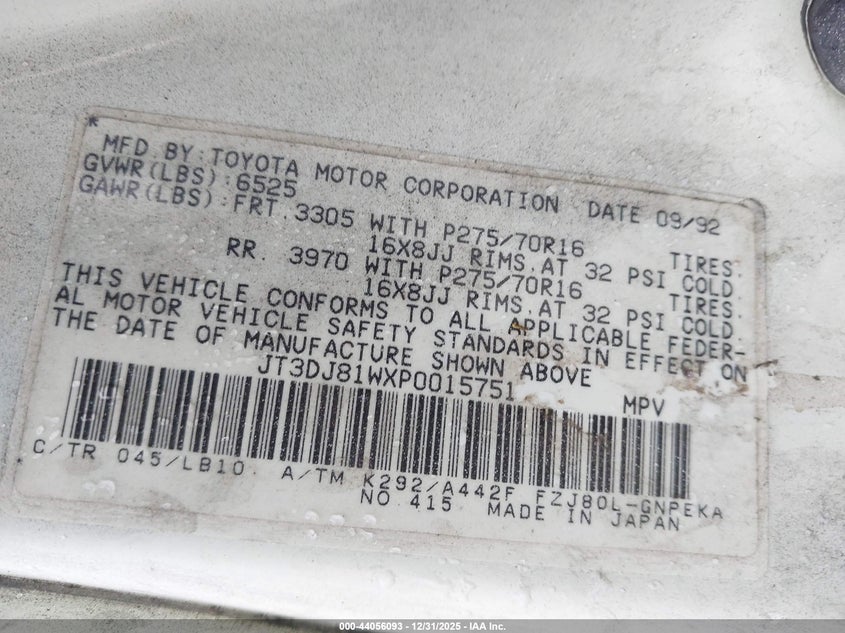 *
MFD BY:TOYOTA MOTOR CORPORATION DATE 09/92
GVWR(LBS):6525
GAWR(LBS):FRT.3305 WITH P275/70R16 TIRES.
16X8JJ RIMS.AT 32 PSI COLD
RR. 3970 WITH P275/70R16 TIRES.
16X8JJ RIMS.AT 32 PSI COLD.
THIS VEHICLE CONFORMS TO ALL APPLICABLE FEDER-
AL MOTOR VEHICLE SAFETY STANDARDS IN EFFECT ON
THE DATE OF MANUFACTURE SHOWN ABOVE
JT3DJ81WXP0015751 MPV
C/TR 045/LB10. A/TM K292/A442F FZJ80L-GNPEKA
NO.415 MADE IN JAPAN
000-44056093 - 12/31/2025 - IAA Inc.